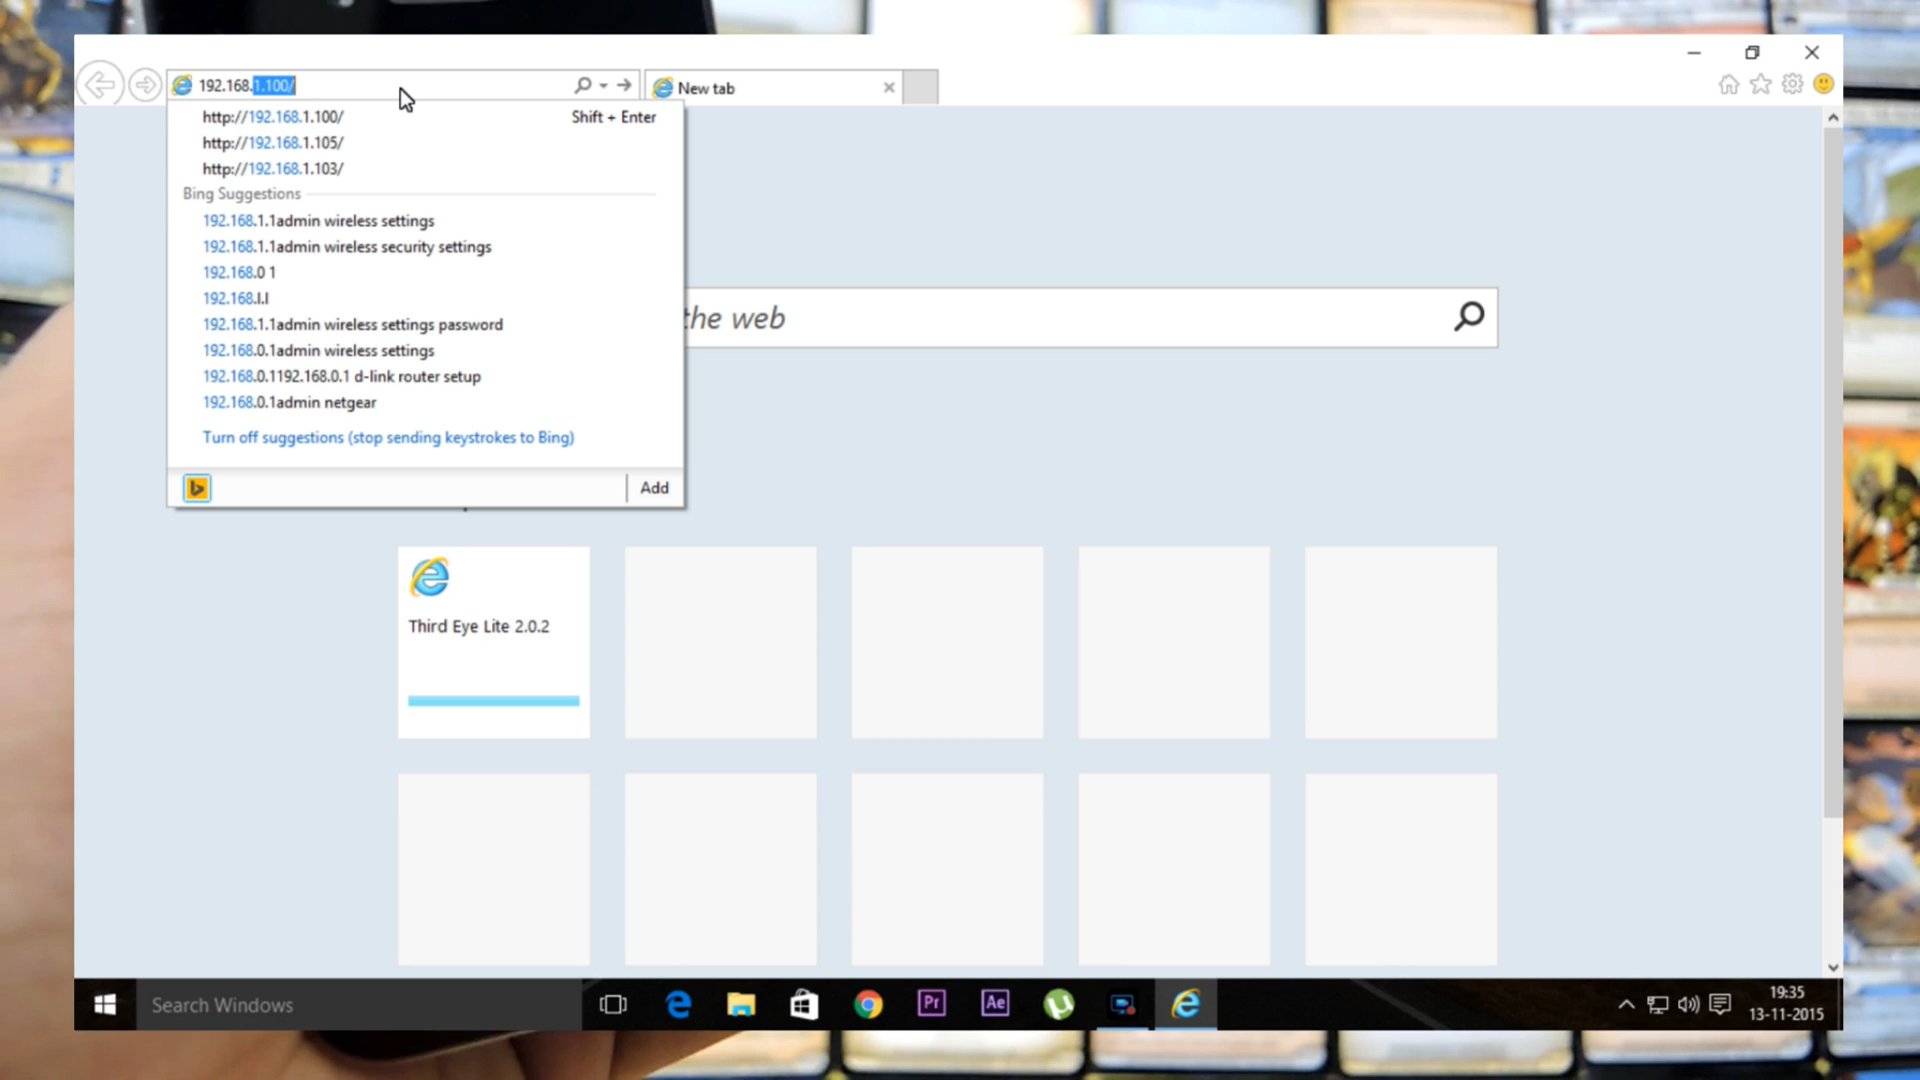 192.168.1.100/
New tab
http://192.168.1.100/ Shift + Enter
http://192.168.1.105/
http://192.168.1.103/
Bing Suggestions
192.168.1.1admin wireless settings
192.168.1.1admin wireless security settings
192.168.0 1
192.168.l.l
192.168.1.1admin wireless settings password
192.168.0.1admin wireless settings
192.168.0.1192.168.0.1 d-link router setup
192.168.0.1admin netgear
Turn off suggestions (stop sending keystrokes to Bing)
Add
the web
Third Eye Lite 2.0.2
Search Windows
Pr
Ae
19:35
13-11-2015